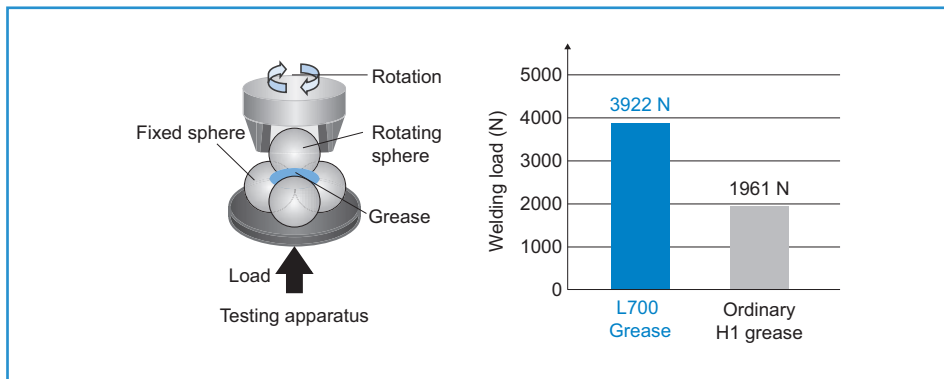 Rotation
Fixed sphere
Rotating
sphere
Grease
Load
Testing apparatus
Welding load (N)
5000
4000
3000
2000
1000
0
3922 N
1961 N
L700
Grease
Ordinary
H1 grease